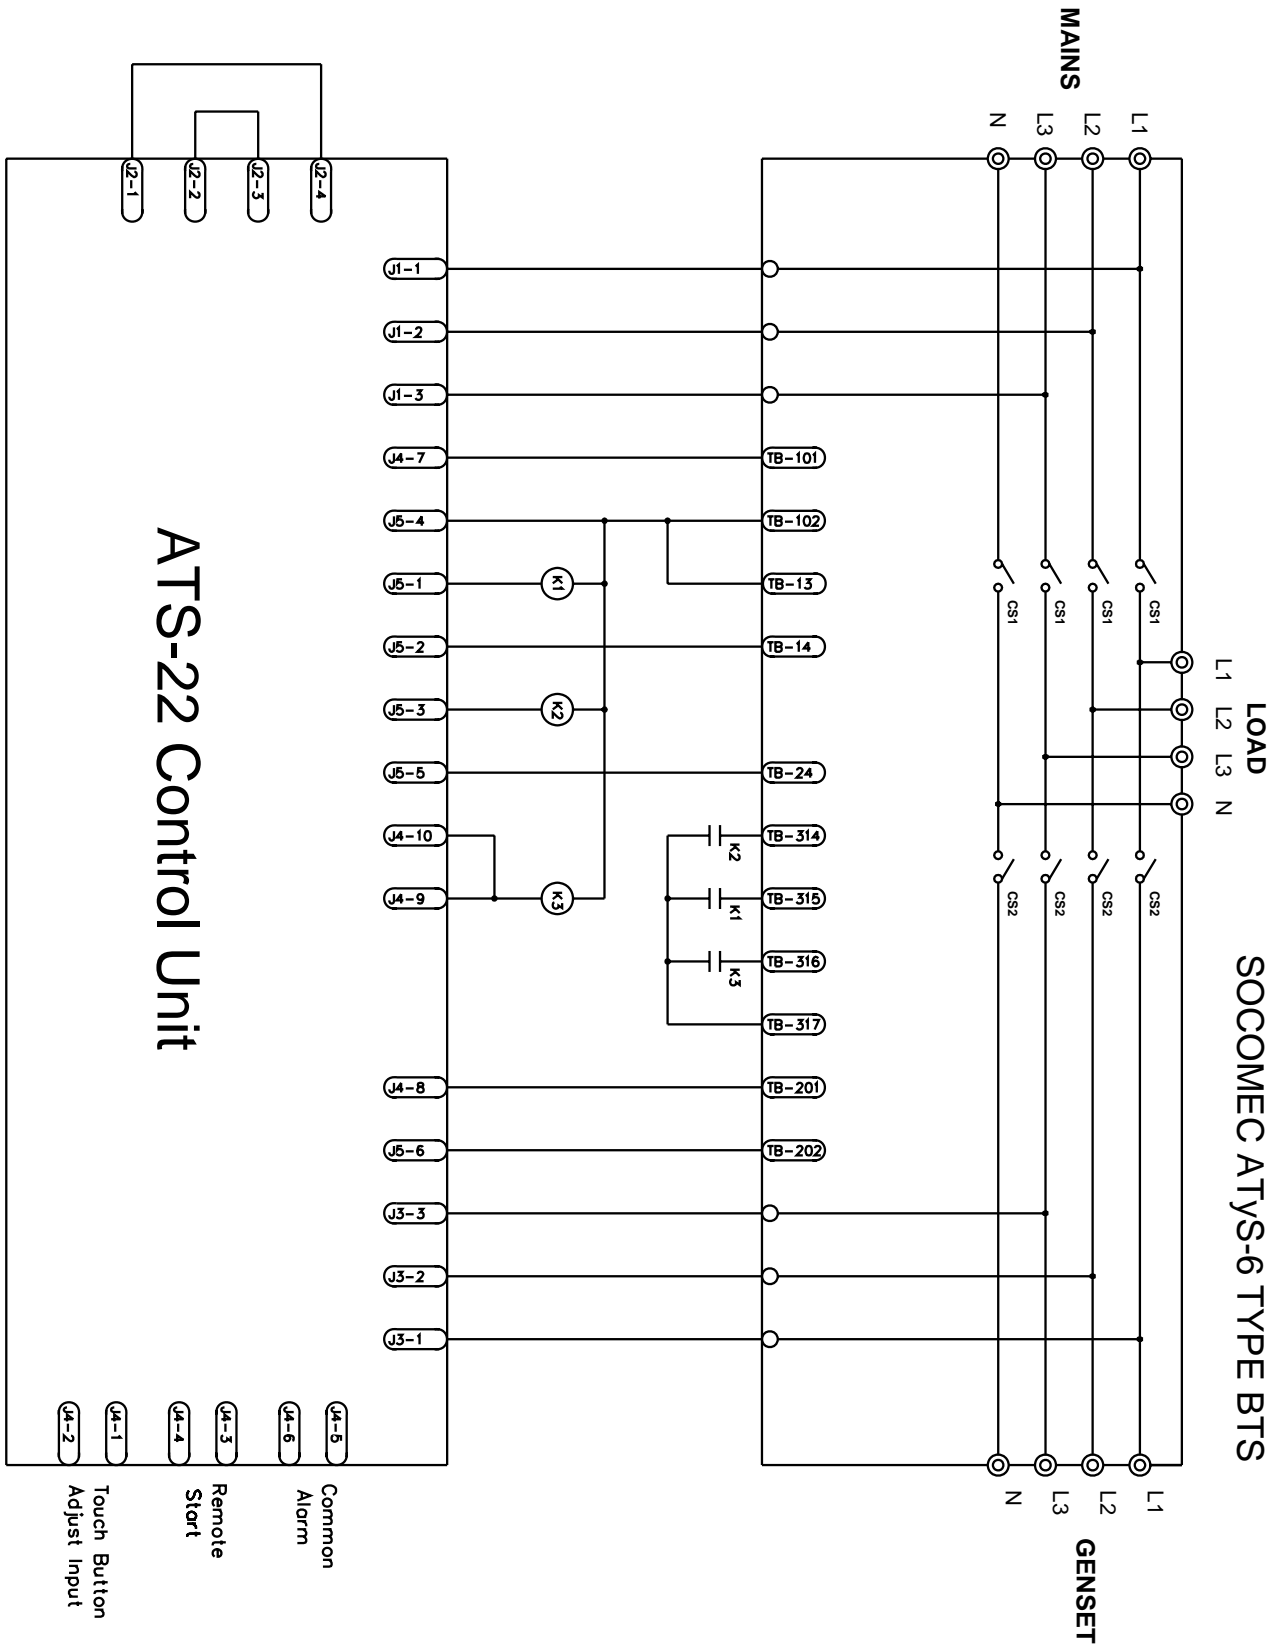 SOCOMEC ATyS-6 TYPE BTS
MAINS
L1
L2
L3
N
LOAD
L1
L2
L3
N
GENSET
L1
L2
L3
N
CS1
CS1
CS1
CS1
CS2
CS2
CS2
CS2
TB-101
TB-102
TB-13
TB-14
TB-24
TB-314
TB-315
TB-316
TB-317
TB-201
TB-202
K2
K1
K3
K1
K2
K3
J1-1
J1-2
J1-3
J4-7
J5-4
J5-1
J5-2
J5-3
J5-5
J4-10
J4-9
J4-8
J5-6
J3-3
J3-2
J3-1
J2-4
J2-3
J2-2
J2-1
ATS-22 Control Unit
J4-5
J4-6
J4-3
J4-4
J4-1
J4-2
Common
Alarm
Remote
Start
Touch Button
Adjust Input